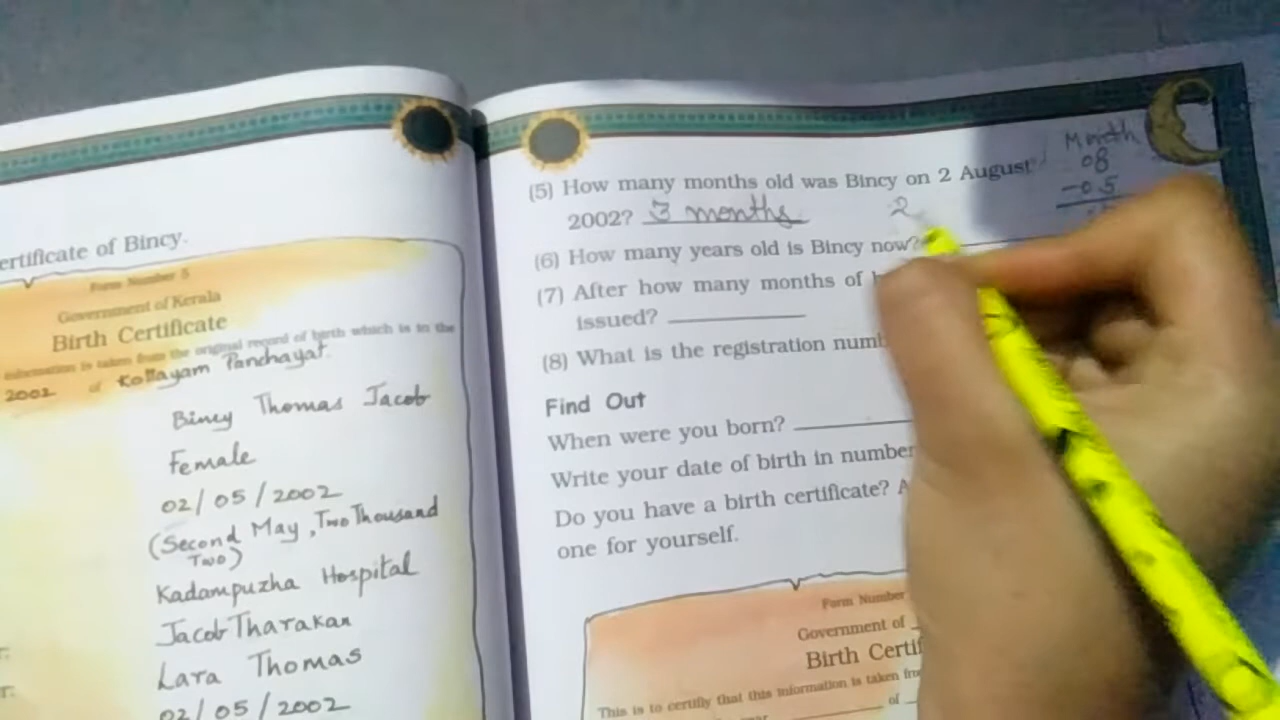 ertificate of Bincy.
Form Number 5
Government of Kerala
Birth Certificate
information is taken from the original record of birth which is in the
2002 of Kottayam Panchayat
Bincy Thomas Jacob
Female
02/05/2002
(Second May, Two Thousand
Two)
Kadampuzha Hospital
Jacob Tharakan
Lara Thomas
02/05/2002
Month
08
-05
(5) How many months old was Bincy on 2 August
2002? 3 months
2
(6) How many years old is Bincy now?
(7) After how many months of
issued?
(8) What is the registration numb
Find Out
When were you born?
Write your date of birth in number
Do you have a birth certificate? A
one for yourself.
Form Number
Government of
Birth Certif
This is to certify that this information is taken fro
year of